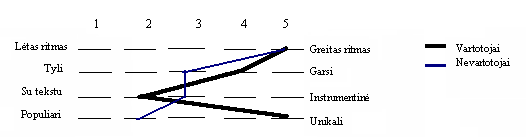 1 2 3 4 5
Lėtas ritmas Greitas ritmas
Tyli Garsi
Su tekstu Instrumentinė
Populiari Unikali
Vartotojai
Nevartotojai